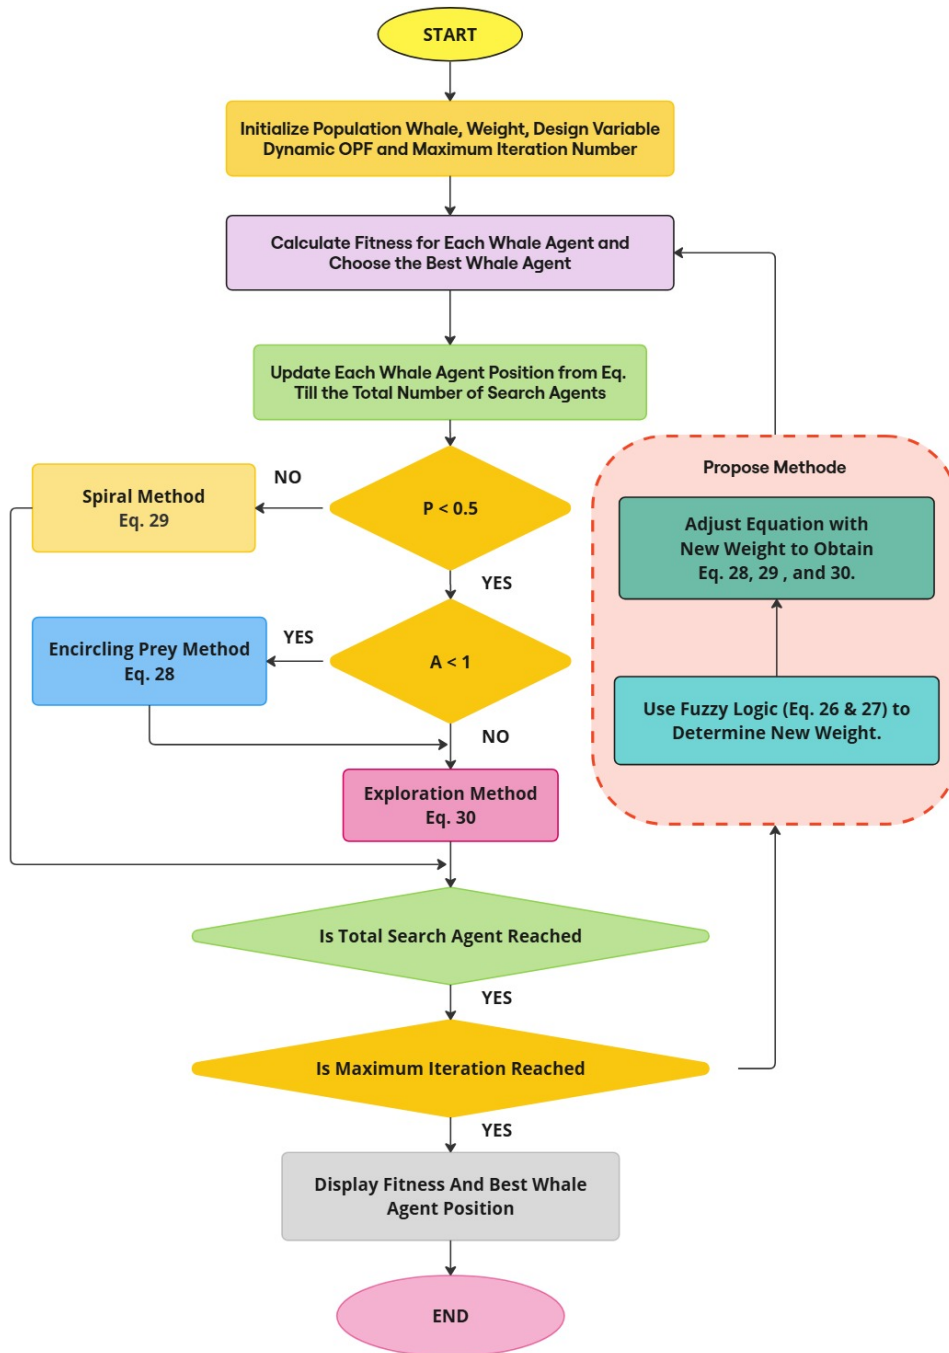 START
Initialize Population Whale, Weight, Design Variable
Dynamic OPF and Maximum Iteration Number
Calculate Fitness for Each Whale Agent and
Choose the Best Whale Agent
Update Each Whale Agent Position from Eq.
Till the Total Number of Search Agents
P < 0.5
NO
Spiral Method
Eq. 29
YES
A < 1
YES
Encircling Prey Method
Eq. 28
NO
Exploration Method
Eq. 30
Is Total Search Agent Reached
YES
Is Maximum Iteration Reached
YES
Display Fitness And Best Whale
Agent Position
END
Propose Methode
Adjust Equation with
New Weight to Obtain
Eq. 28, 29 , and 30.
Use Fuzzy Logic (Eq. 26 & 27) to
Determine New Weight.